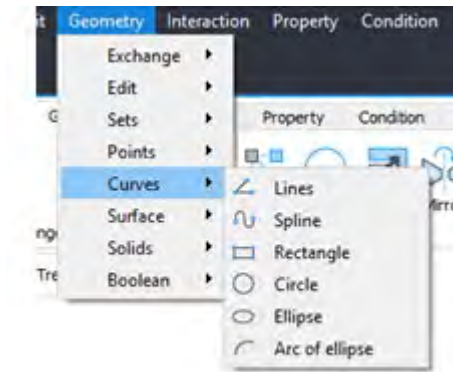 Geometry Interaction Property Condition
Exchange
Edit
Sets
Points
Curves
Surface
Solids
Boolean
Property Condition
Lines
Spline
Rectangle
Circle
Ellipse
Arc of ellipse